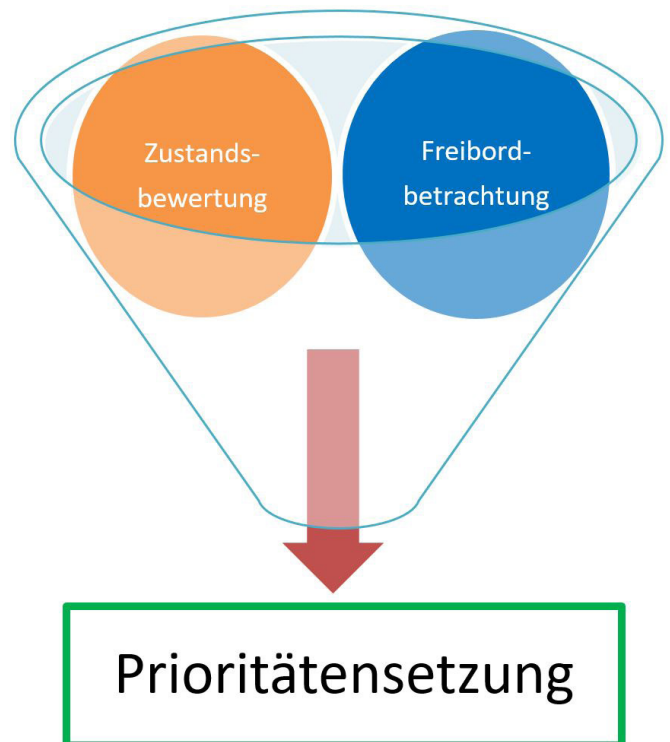 Zustands-
bewertung
Freibord-
betrachtung
Prioritätensetzung